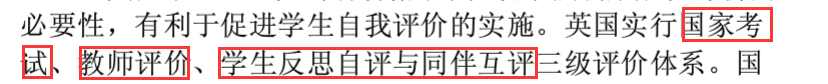 必要性，有利于促进学生自我评价的实施。英国实行国家考
试、教师评价、学生反思自评与同伴互评三级评价体系。国